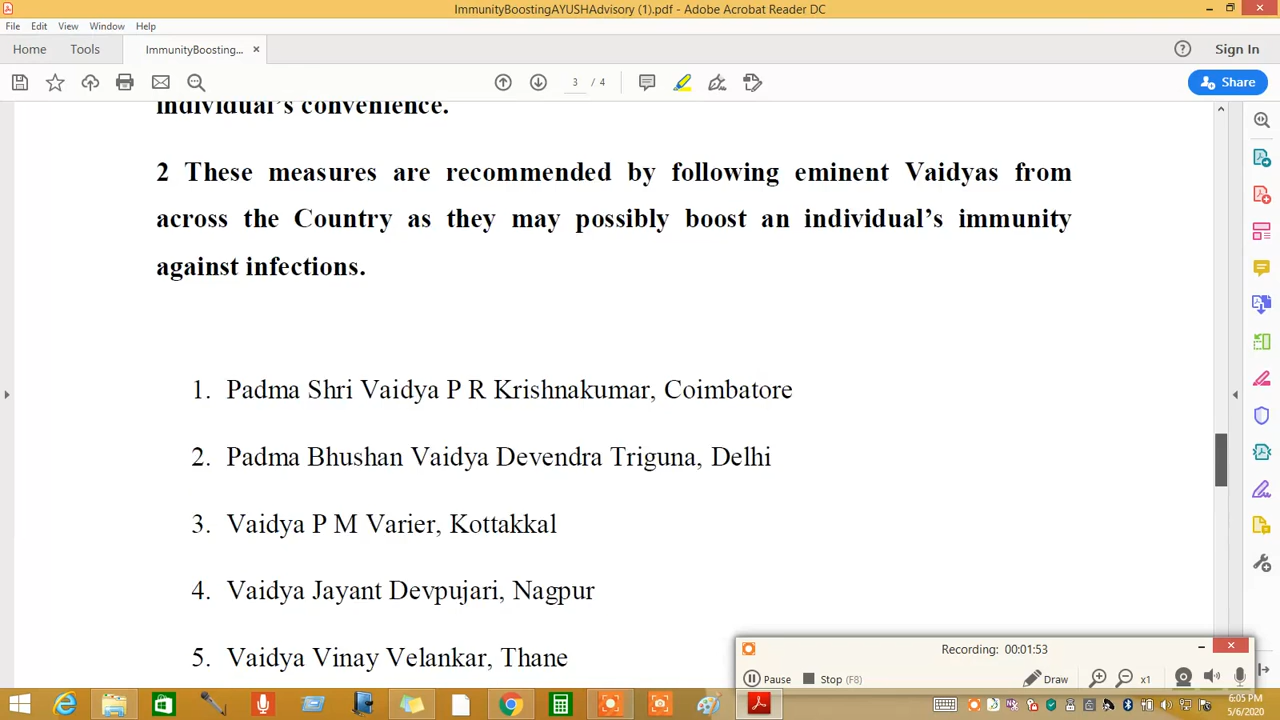 ImmunityBoostingAYUSHAdvisory (1).pdf - Adobe Acrobat Reader DC
File Edit View Window Help
Home Tools ImmunityBoosting... × Sign In
3 / 4 Share
individual's convenience.
2 These measures are recommended by following eminent Vaidyas from
across the Country as they may possibly boost an individual's immunity
against infections.
1. Padma Shri Vaidya P R Krishnakumar, Coimbatore
2. Padma Bhushan Vaidya Devendra Triguna, Delhi
3. Vaidya P M Varier, Kottakkal
4. Vaidya Jayant Devpujari, Nagpur
5. Vaidya Vinay Velankar, Thane
Recording: 00:01:53
Pause Stop (F8) Draw x1
6:05 PM
5/6/2020